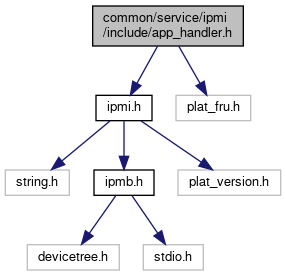 common/service/ipmi
/include/app_handler.h
ipmi.h
plat_fru.h
string.h
ipmb.h
plat_version.h
devicetree.h
stdio.h